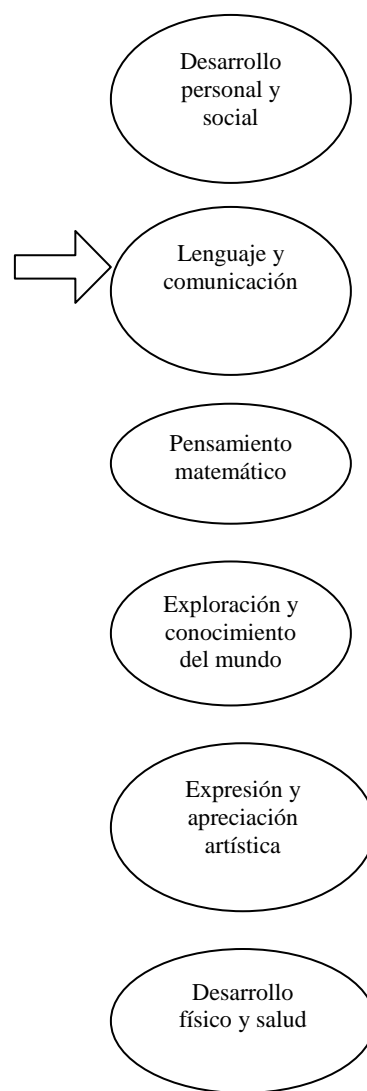 Desarrollo
personal y
social
Lenguaje y
comunicación
Pensamiento
matemático
Exploración y
conocimiento
del mundo
Expresión y
apreciación
artística
Desarrollo
físico y salud